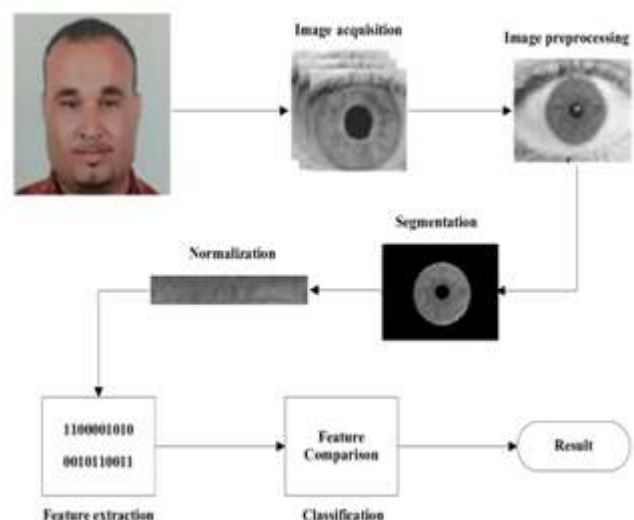 Image acquisition
Image preprocessing
Segmentation
Normalization
1100001010
0010110011
Feature extraction
Feature
Comparison
Classification
Result